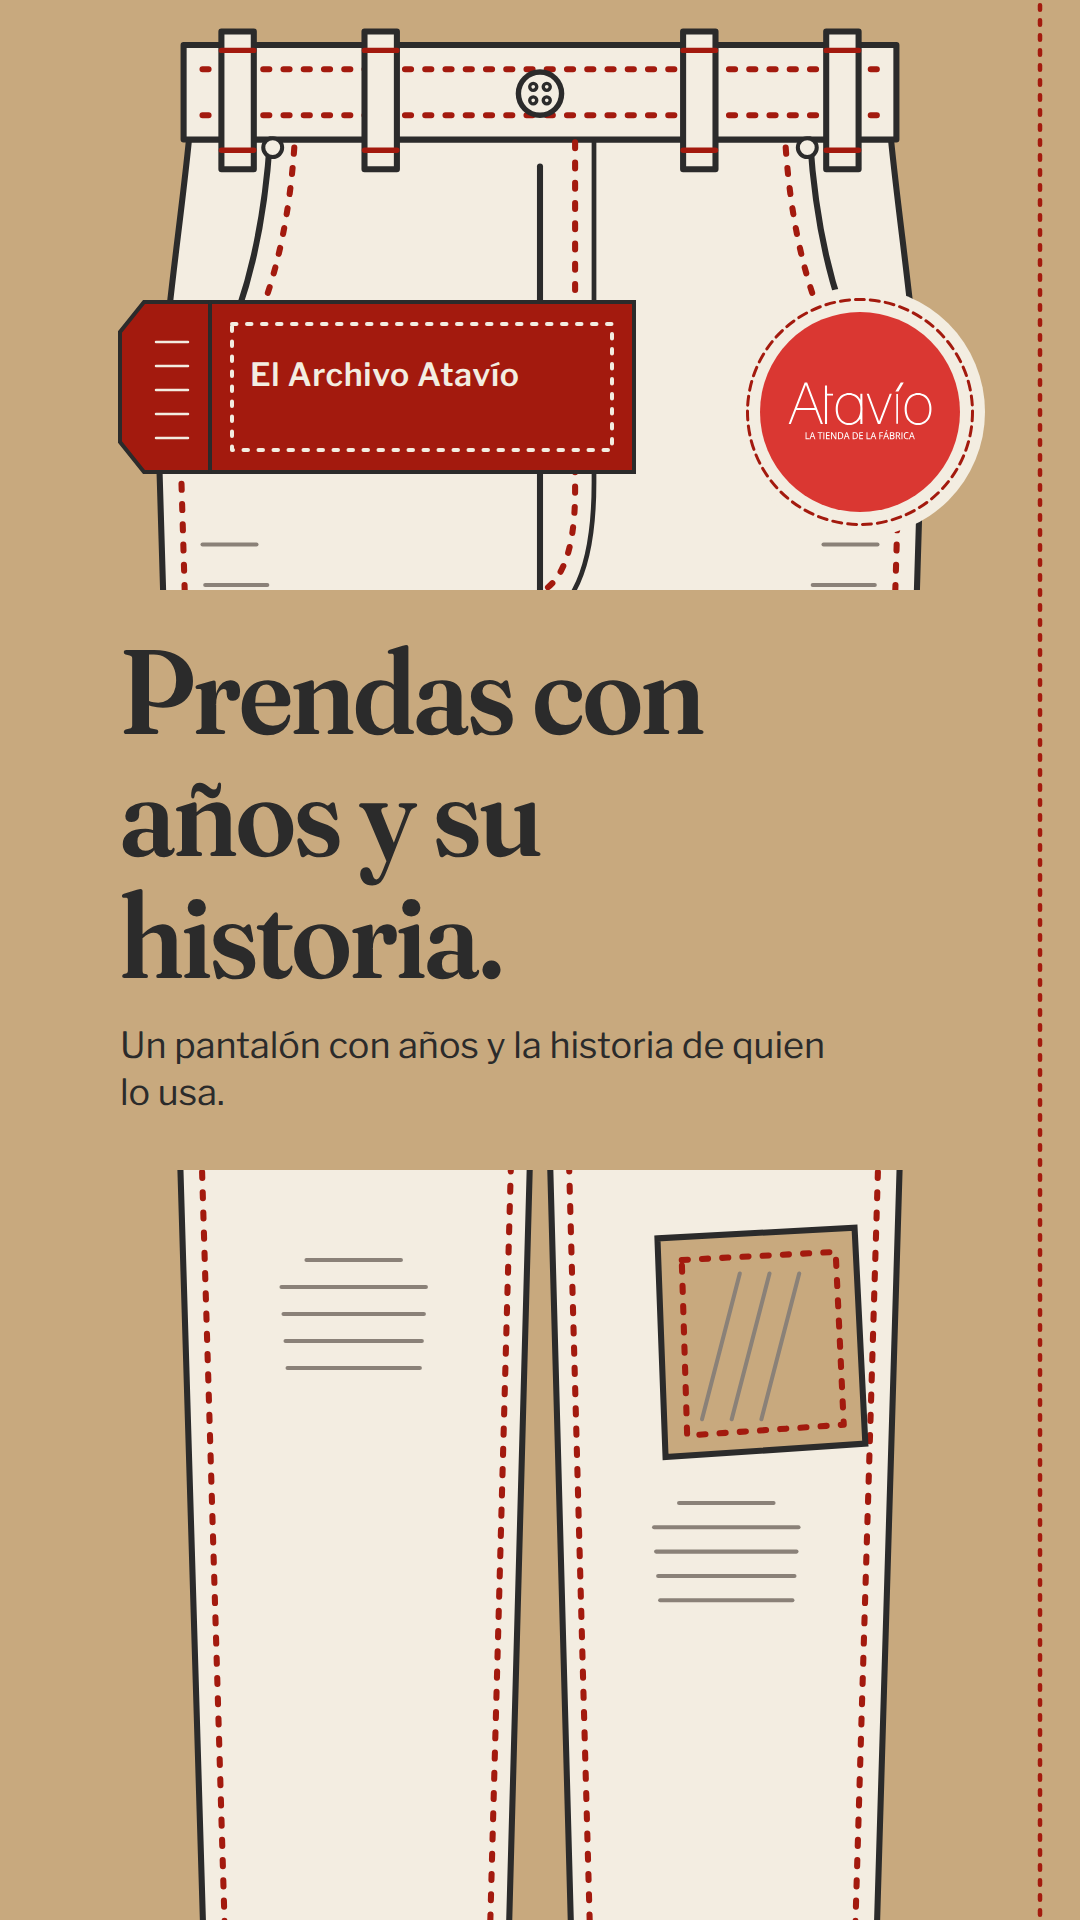 El Archivo Atavío
Atavío
LA TIENDA DE LA FÁBRICA
Prendas con
años y su
historia.
Un pantalón con años y la historia de quien
lo usa.